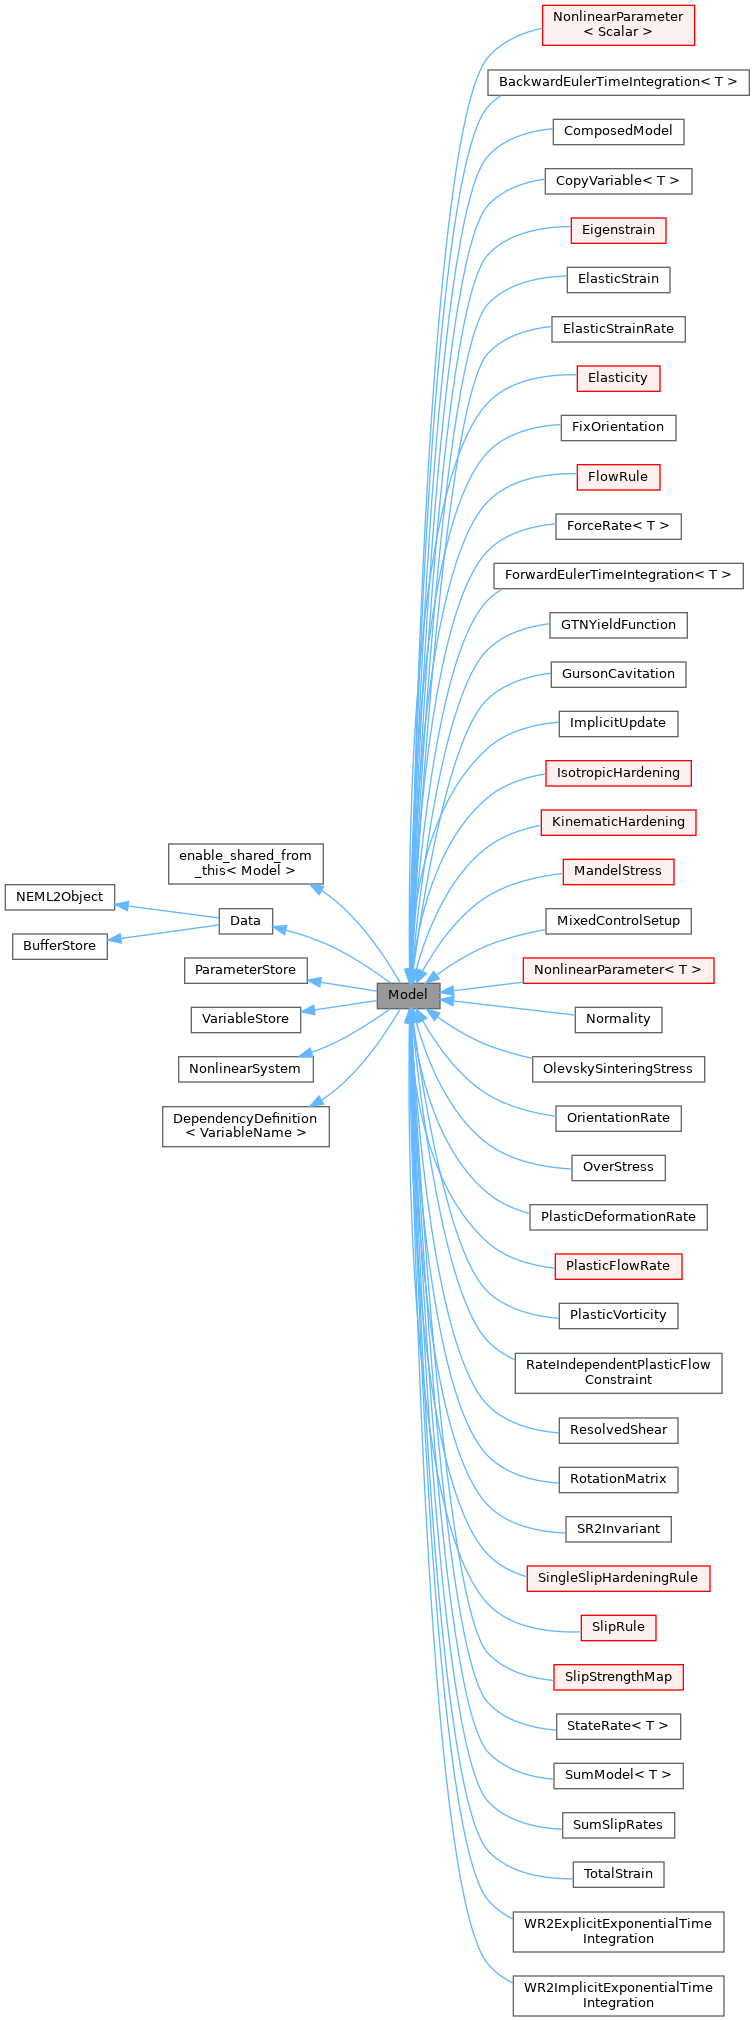 NonlinearParameter
< Scalar >
BackwardEulerTimeIntegration< T >
ComposedModel
CopyVariable< T >
Eigenstrain
ElasticStrain
ElasticStrainRate
Elasticity
FixOrientation
FlowRule
ForceRate< T >
ForwardEulerTimeIntegration< T >
GTNYieldFunction
GursonCavitation
ImplicitUpdate
IsotropicHardening
KinematicHardening
enable_shared_from
_this< Model >
MandelStress
NEML2Object
Data
MixedControlSetup
BufferStore
ParameterStore
NonlinearParameter< T >
Model
VariableStore
Normality
NonlinearSystem
OlevskySinteringStress
DependencyDefinition
< VariableName >
OrientationRate
OverStress
PlasticDeformationRate
PlasticFlowRate
PlasticVorticity
RateIndependentPlasticFlow
Constraint
ResolvedShear
RotationMatrix
SR2Invariant
SingleSlipHardeningRule
SlipRule
SlipStrengthMap
StateRate< T >
SumModel< T >
SumSlipRates
TotalStrain
WR2ExplicitExponentialTime
Integration
WR2ImplicitExponentialTime
Integration